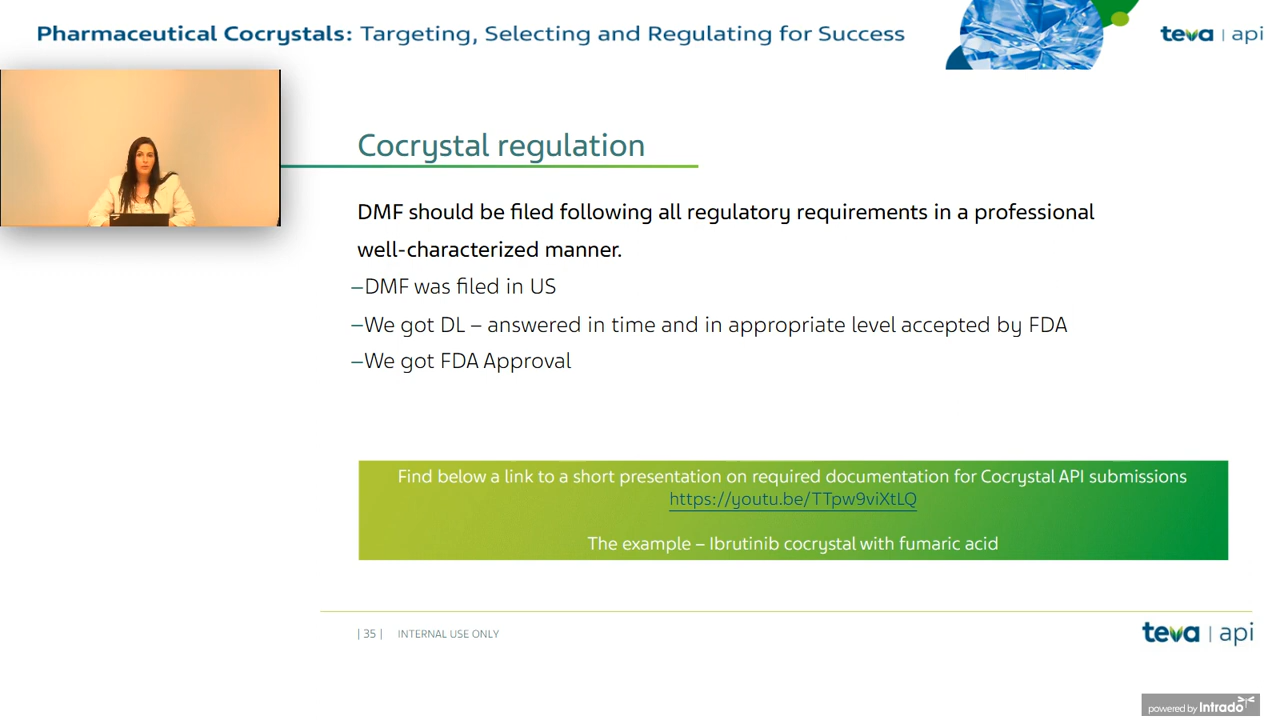 Pharmaceutical Cocrystals: Targeting, Selecting and Regulating for Success
teva | api
Cocrystal regulation
DMF should be filed following all regulatory requirements in a professional
well-characterized manner.
–DMF was filed in US
–We got DL – answered in time and in appropriate level accepted by FDA
–We got FDA Approval
Find below a link to a short presentation on required documentation for Cocrystal API submissions
https://youtu.be/TTpw9viXtLQ
The example – Ibrutinib cocrystal with fumaric acid
| 35 | INTERNAL USE ONLY
teva | api
powered by Intrado